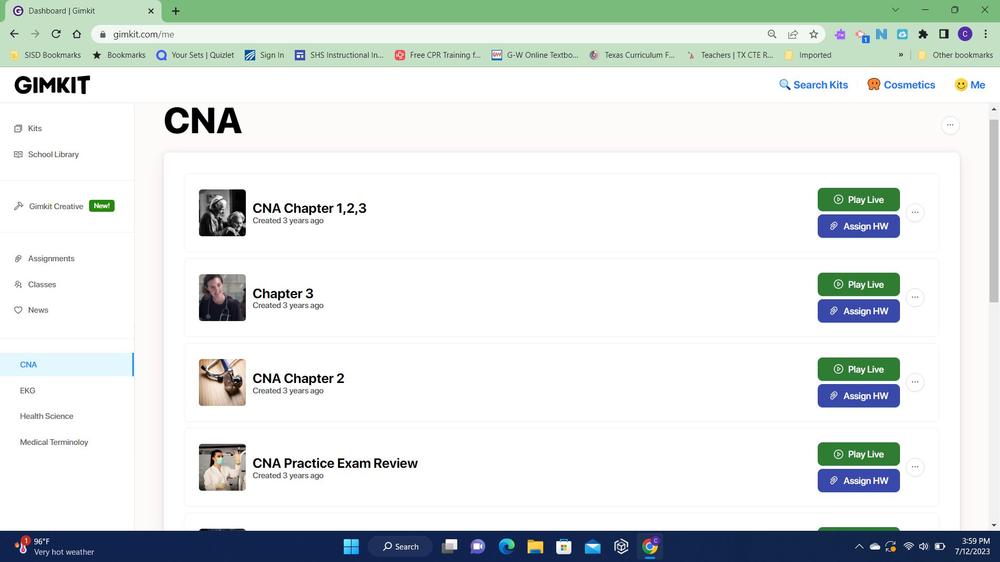 Dashboard | Gimkit
gimkit.com/me
rw
1
C
SISD Bookmarks
Bookmarks
Your Sets | Quizlet
Sign In
SHS Instructional In...
Free CPR Training f...
GW
G-W Online Textbo...
Texas Curriculum F...
Teachers | TX CTE R...
Imported
»
Other bookmarks
GIMKIT
Search Kits
Cosmetics
Me
Kits
School Library
Gimkit Creative
New!
Assignments
Classes
News
CNA
EKG
Health Science
Medical Terminoloy
CNA
...
CNA Chapter 1,2,3
Created 3 years ago
Play Live
Assign HW
...
Chapter 3
Created 3 years ago
Play Live
Assign HW
...
CNA Chapter 2
Created 3 years ago
Play Live
Assign HW
...
CNA Practice Exam Review
Created 3 years ago
Play Live
Assign HW
...
1
96°F
Very hot weather
Search
C
3:59 PM
7/12/2023